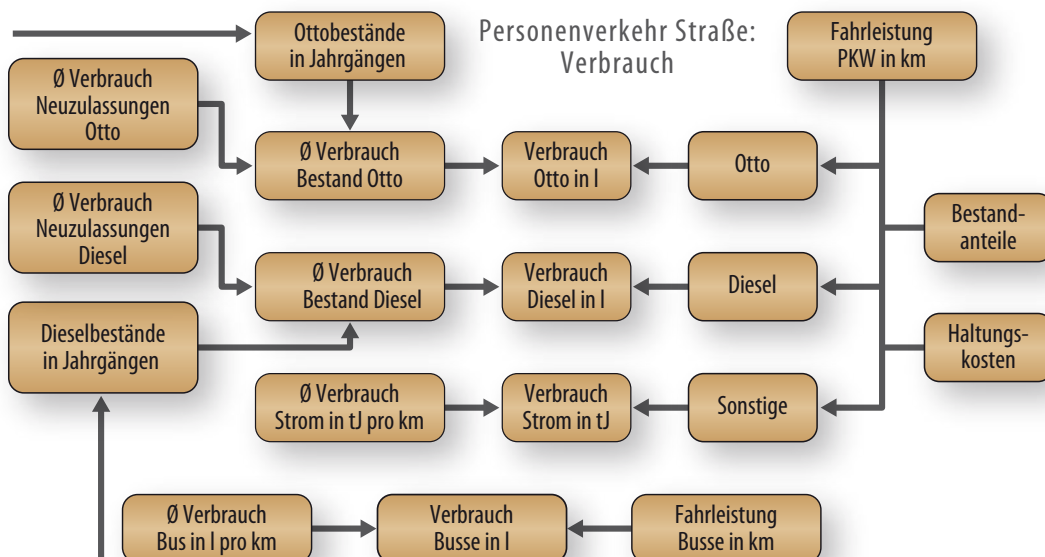 Ottobestände
in Jahrgängen
Personenverkehr Straße:
Verbrauch
Fahrleistung
PKW in km
Ø Verbrauch
Neuzulassungen
Otto
Ø Verbrauch
Bestand Otto
Verbrauch
Otto in l
Otto
Ø Verbrauch
Neuzulassungen
Diesel
Bestand-
anteile
Ø Verbrauch
Bestand Diesel
Verbrauch
Diesel in l
Diesel
Dieselbestände
in Jahrgängen
Haltungs-
kosten
Ø Verbrauch
Strom in tJ pro km
Verbrauch
Strom in tJ
Sonstige
Ø Verbrauch
Bus in l pro km
Verbrauch
Busse in l
Fahrleistung
Busse in km